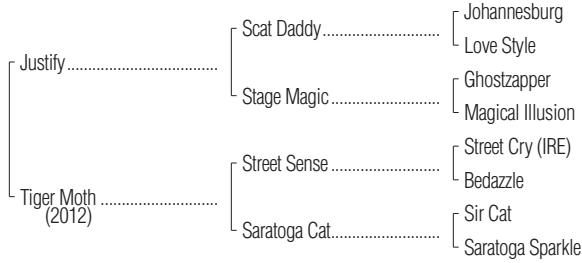 Johannesburg
Scat Daddy
Love Style
Justify
Ghostzapper
Stage Magic
Magical Illusion
Street Cry (IRE)
Street Sense
Bedazzle
Tiger Moth
(2012)
Sir Cat
Saratoga Cat
Saratoga Sparkle